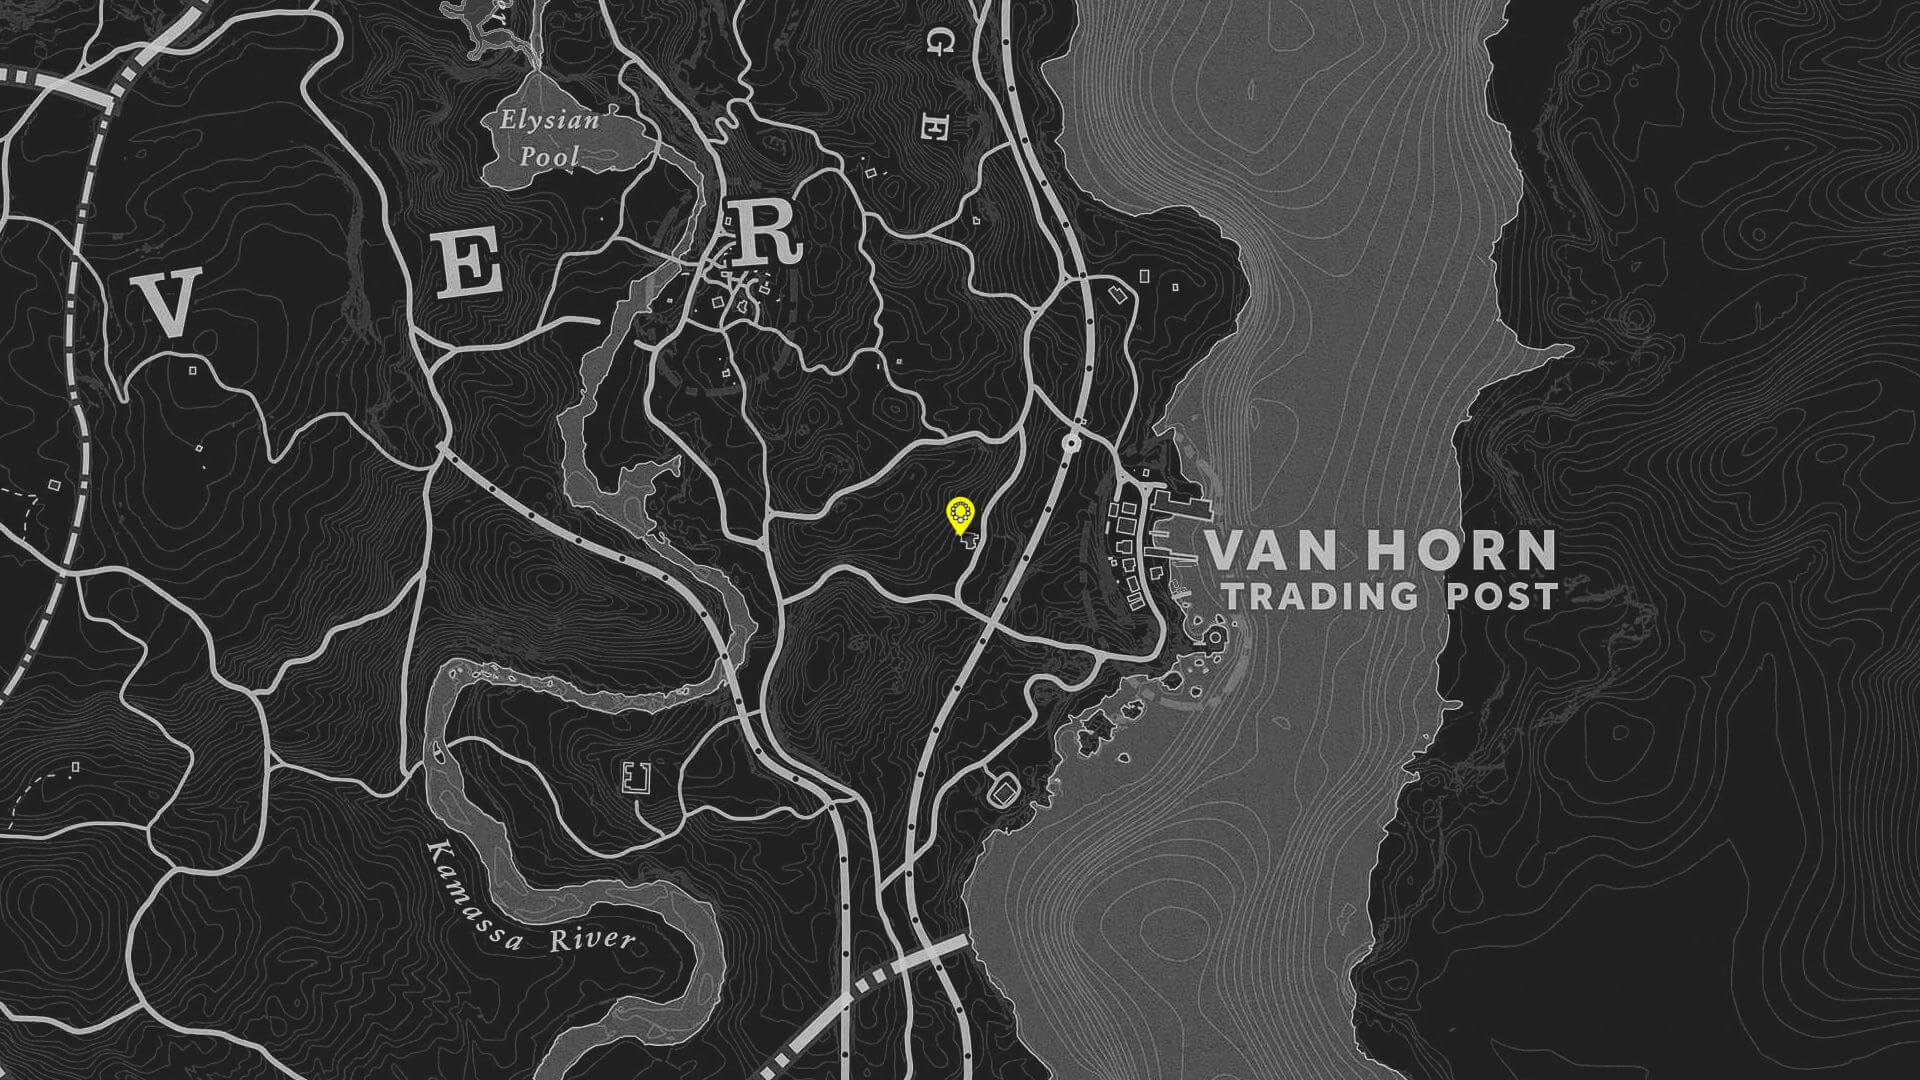 G
E
Elysian
Pool
V E R
VAN HORN
TRADING POST
Kamassa River